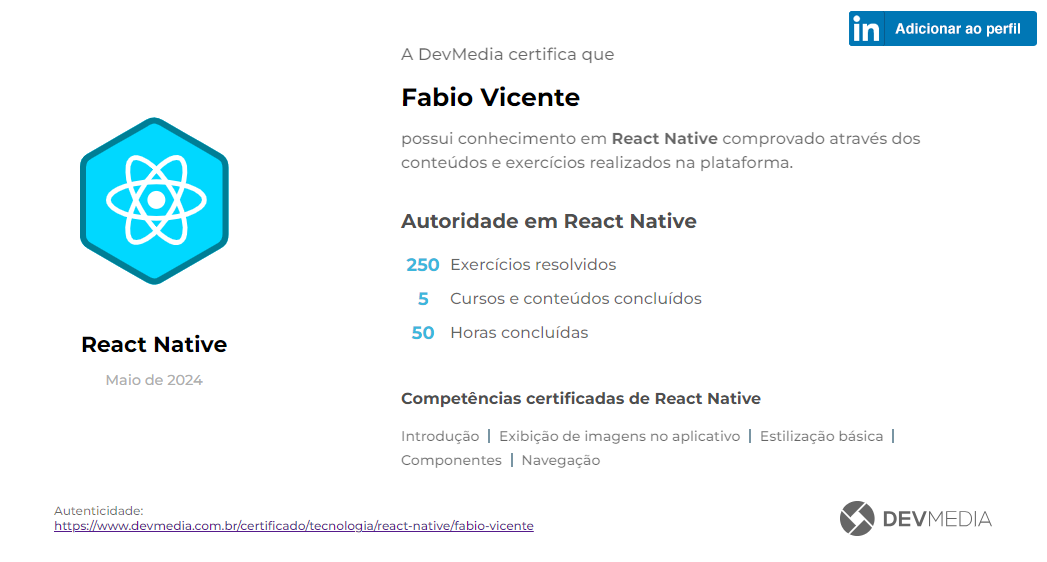 in Adicionar ao perfil
A DevMedia certifica que
Fabio Vicente
possui conhecimento em React Native comprovado através dos
conteúdos e exercícios realizados na plataforma.
Autoridade em React Native
250 Exercícios resolvidos
5 Cursos e conteúdos concluídos
50 Horas concluídas
React Native
Maio de 2024
Competências certificadas de React Native
Introdução | Exibição de imagens no aplicativo | Estilização básica |
Componentes | Navegação
Autenticidade:
https://www.devmedia.com.br/certificado/tecnologia/react-native/fabio-vicente
DEVMEDIA